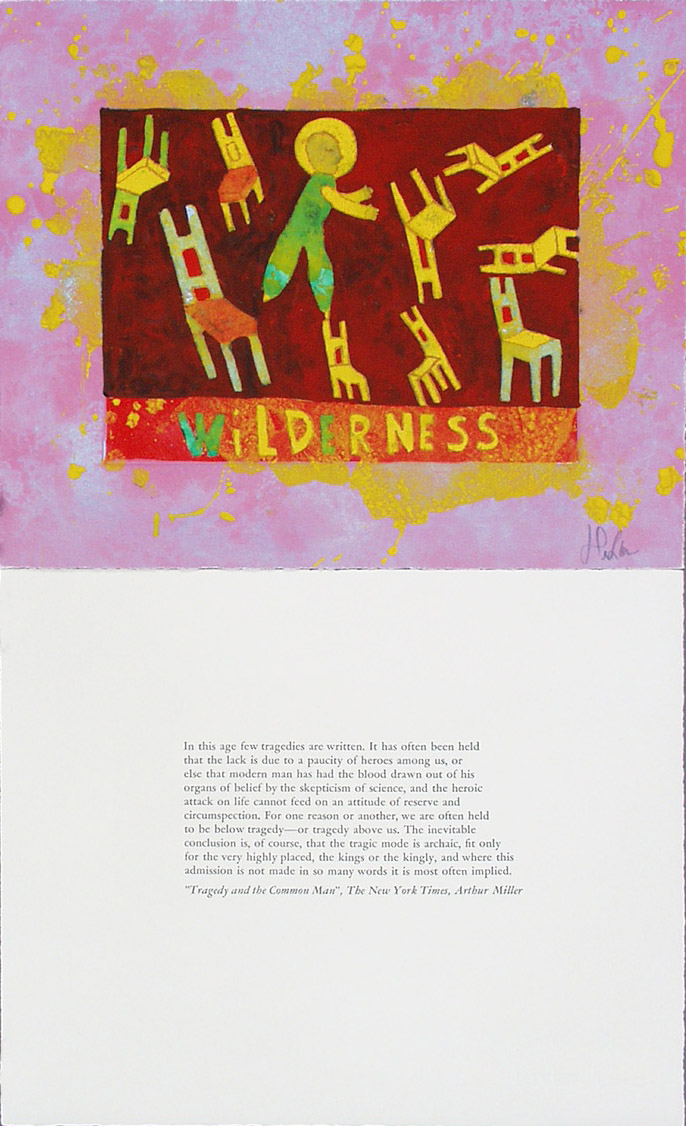 WiLDERNESS
In this age few tragedies are written. It has often been held
that the lack is due to a paucity of heroes among us, or
else that modern man has had the blood drawn out of his
organs of belief by the skepticism of science, and the heroic
attack on life cannot feed on an attitude of reserve and
circumspection. For one reason or another, we are often held
to be below tragedy—or tragedy above us. The inevitable
conclusion is, of course, that the tragic mode is archaic, fit only
for the very highly placed, the kings or the kingly, and where this
admission is not made in so many words it is most often implied.
"Tragedy and the Common Man", The New York Times, Arthur Miller